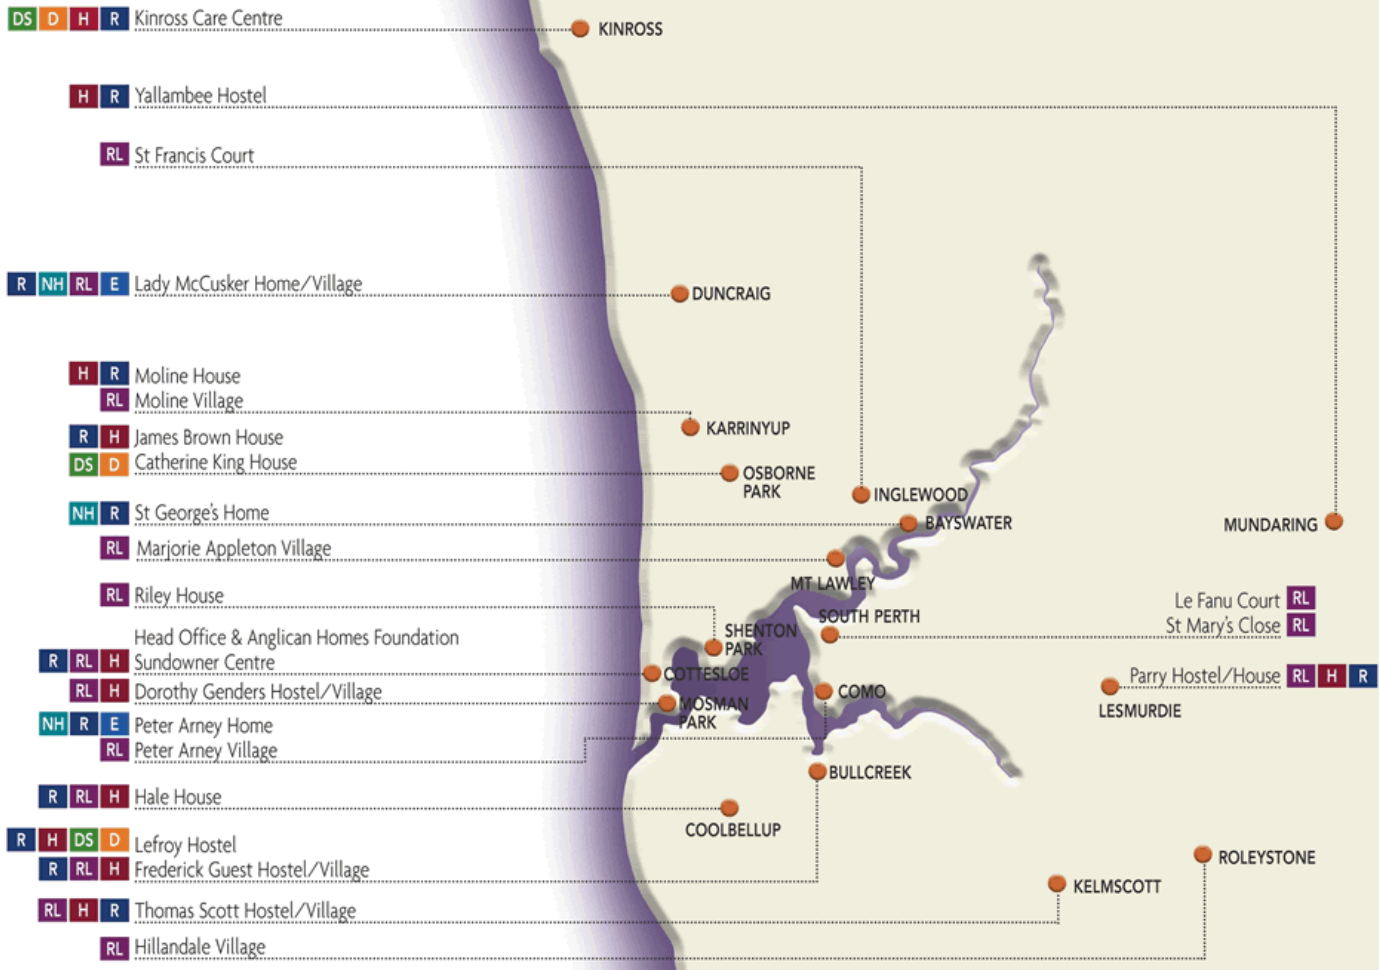 DS D H R Kinross Care Centre
KINROSS
H R Yallambee Hostel
RL St Francis Court
R NH RL E Lady McCusker Home/Village
DUNCRAIG
H R Moline House
RL Moline Village
KARRINYUP
R H James Brown House
DS D Catherine King House
OSBORNE
PARK
INGLEWOOD
NH R St George's Home
BAYSWATER
MUNDARING
RL Marjorie Appleton Village
MT LAWLEY
RL Riley House
Le Fanu Court RL
SOUTH PERTH
St Mary's Close RL
SHENTON
PARK
Head Office & Anglican Homes Foundation
R RL H Sundowner Centre
COTTESLOE
Parry Hostel/House RL H R
LESMURDIE
RL H Dorothy Genders Hostel/Village
COMO
MOSMAN
PARK
NH R E Peter Arney Home
RL Peter Arney Village
BULLCREEK
R RL H Hale House
COOLBELLUP
R H DS D Lefroy Hostel
R RL H Frederick Guest Hostel/Village
ROLEYSTONE
KELMSCOTT
RL H R Thomas Scott Hostel/Village
RL Hillandale Village